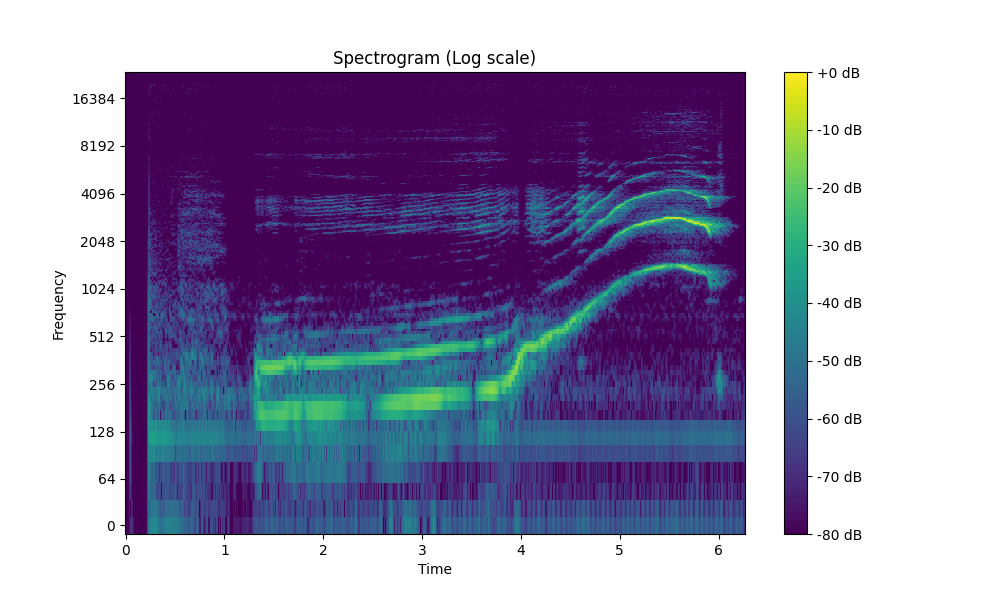 Spectrogram (Log scale)
Frequency
16384
8192
4096
2048
1024
512
256
128
64
0
0 1 2 3 4 5 6
Time
+0 dB
-10 dB
-20 dB
-30 dB
-40 dB
-50 dB
-60 dB
-70 dB
-80 dB